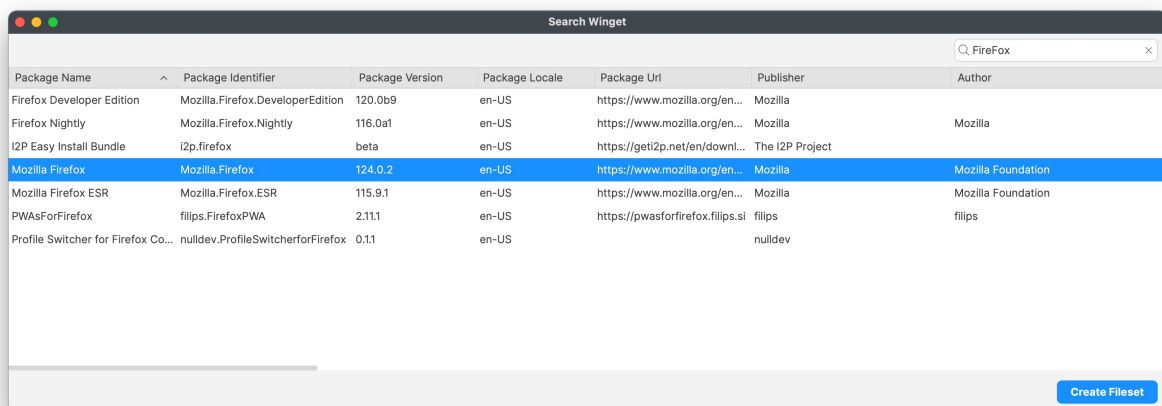 Search Winget
FireFox
Package Name Package Identifier Package Version Package Locale Package Url Publisher Author
Firefox Developer Edition Mozilla.Firefox.DeveloperEdition 120.0b9 en-US https://www.mozilla.org/en... Mozilla
Firefox Nightly Mozilla.Firefox.Nightly 116.0a1 en-US https://www.mozilla.org/en... Mozilla Mozilla
I2P Easy Install Bundle i2p.firefox beta en-US https://geti2p.net/en/downl... The I2P Project
Mozilla Firefox Mozilla.Firefox 124.0.2 en-US https://www.mozilla.org/en... Mozilla Mozilla Foundation
Mozilla Firefox ESR Mozilla.Firefox.ESR 115.9.1 en-US https://www.mozilla.org/en... Mozilla Mozilla Foundation
PWAsForFirefox filips.FirefoxPWA 2.11.1 en-US https://pwasforfirefox.filips.si filips filips
Profile Switcher for Firefox Co... nulldev.ProfileSwitcherforFirefox 0.1.1 en-US nulldev
Create Fileset